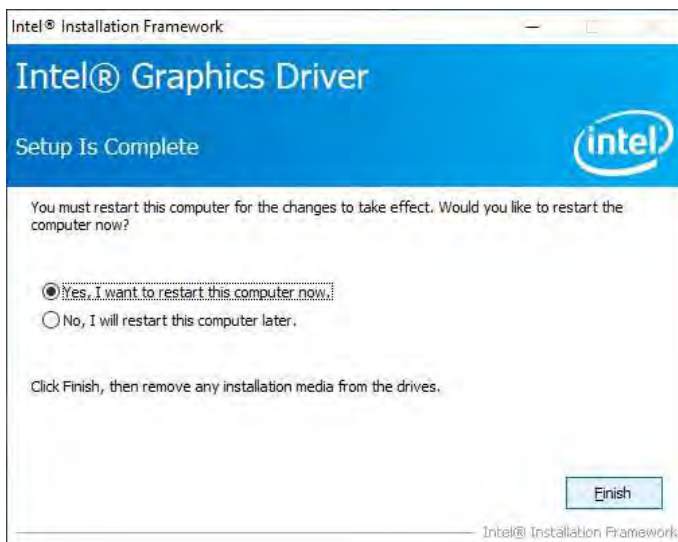 Intel® Installation Framework
Intel® Graphics Driver
Setup Is Complete
intel
You must restart this computer for the changes to take effect. Would you like to restart the
computer now?
Yes, I want to restart this computer now.
No, I will restart this computer later.
Click Finish, then remove any installation media from the drives.
Finish
Intel® Installation Framework